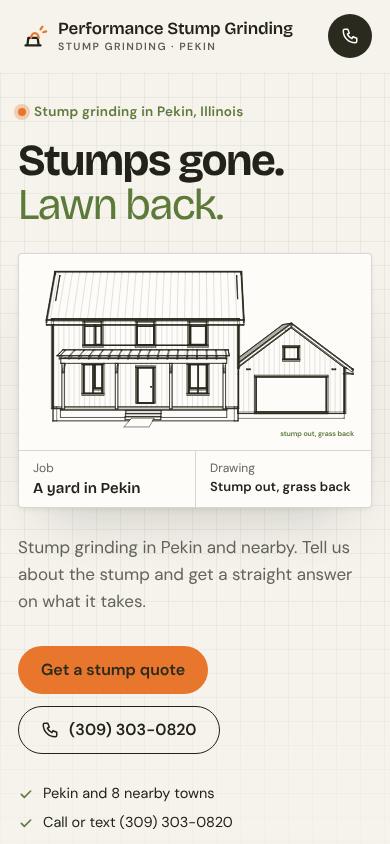 Performance Stump Grinding
STUMP GRINDING · PEKIN
Stump grinding in Pekin, Illinois
Stumps gone.
Lawn back.
stump out, grass back
Job
A yard in Pekin
Drawing
Stump out, grass back
Stump grinding in Pekin and nearby. Tell us
about the stump and get a straight answer
on what it takes.
Get a stump quote
(309) 303-0820
Pekin and 8 nearby towns
Call or text (309) 303-0820